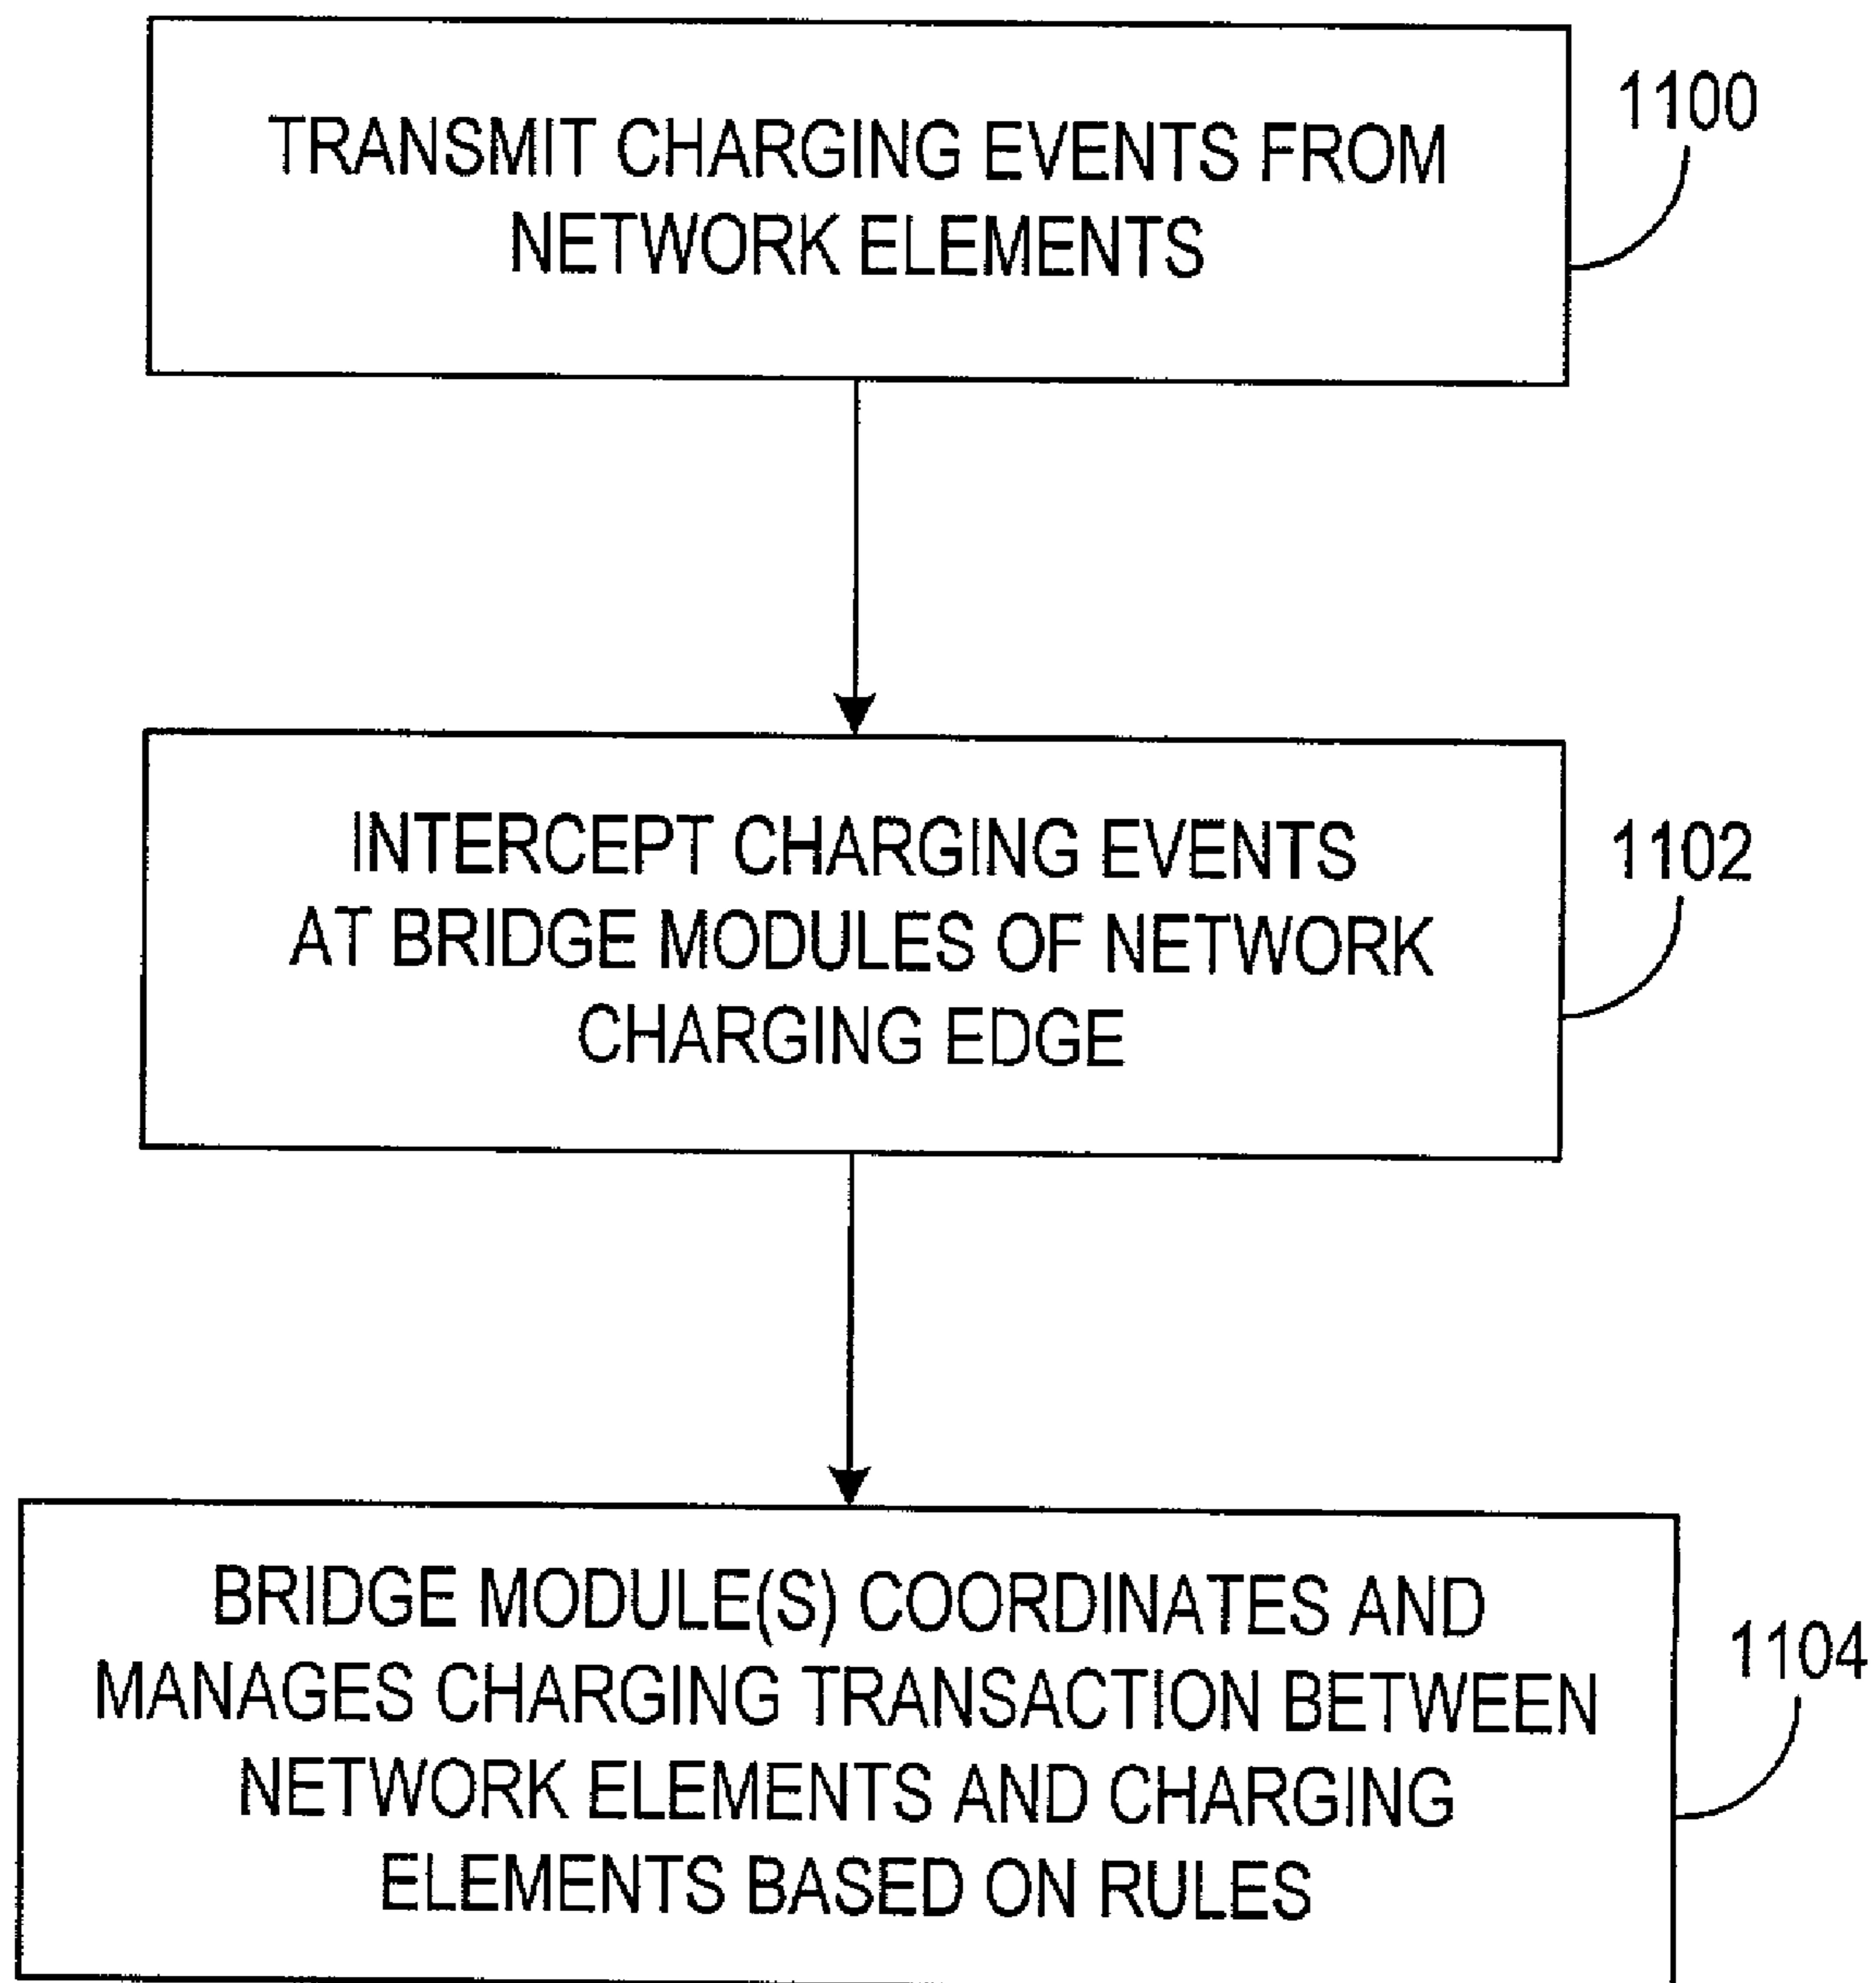 TRANSMIT CHARGING EVENTS FROM
NETWORK ELEMENTS
1100
INTERCEPT CHARGING EVENTS
AT BRIDGE MODULES OF NETWORK
CHARGING EDGE
1102
BRIDGE MODULE(S) COORDINATES AND
MANAGES CHARGING TRANSACTION BETWEEN
NETWORK ELEMENTS AND CHARGING
ELEMENTS BASED ON RULES
1104